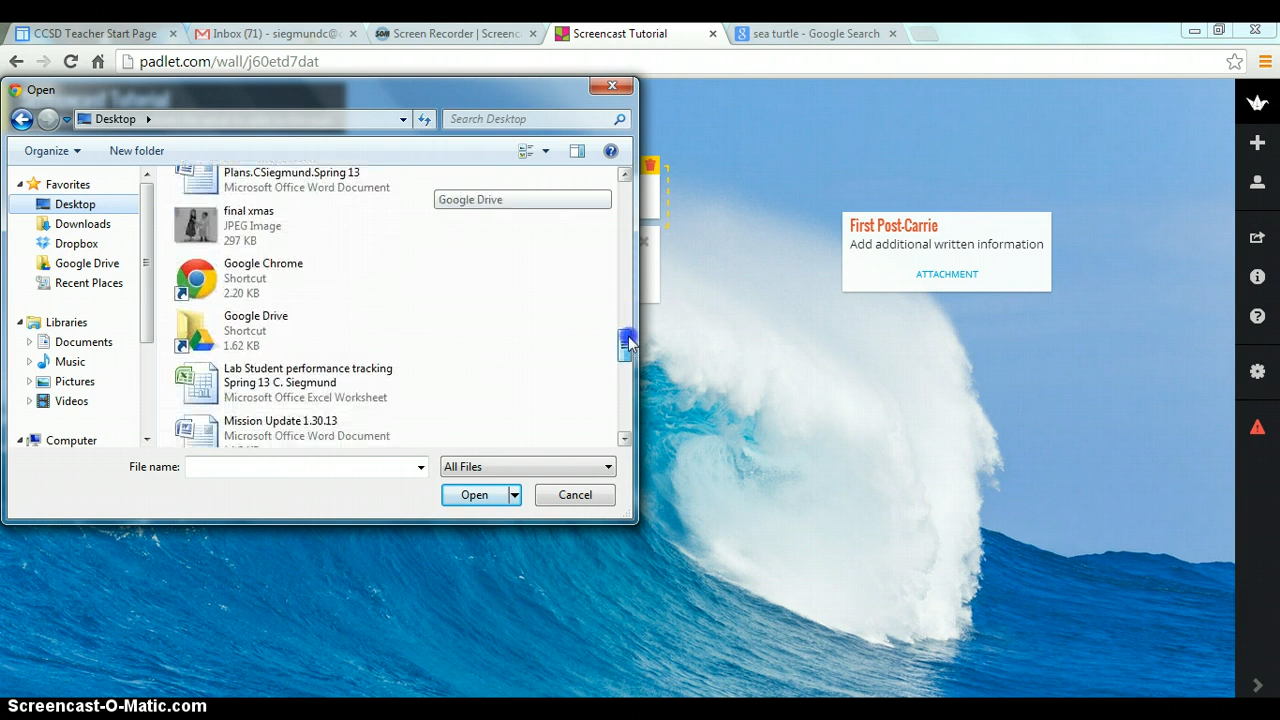 CCSD Teacher Start Page
Inbox (71) - siegmundc@
Screen Recorder | Screenc
Screencast Tutorial
sea turtle - Google Search
padlet.com/wall/j60etd7dat
Open
Desktop
Search Desktop
Organize
New folder
Favorites
Desktop
Downloads
Dropbox
Google Drive
Recent Places
Libraries
Documents
Music
Pictures
Videos
Computer
Plans.CSiegmund.Spring 13
Microsoft Office Word Document
Google Drive
final xmas
JPEG Image
297 KB
Google Chrome
Shortcut
2.20 KB
Google Drive
Shortcut
1.62 KB
Lab Student performance tracking
Spring 13 C. Siegmund
Microsoft Office Excel Worksheet
Mission Update 1.30.13
Microsoft Office Word Document
File name:
All Files
Open
Cancel
First Post-Carrie
Add additional written information
ATTACHMENT
Screencast-O-Matic.com